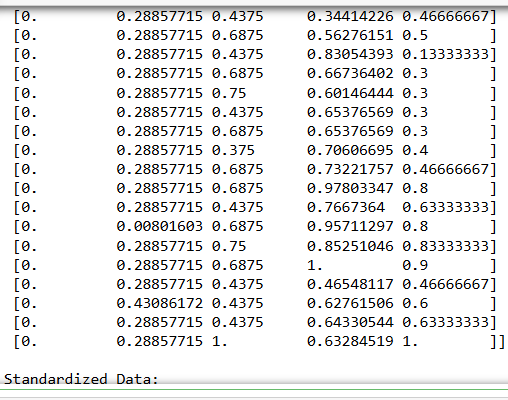 [0. 0.28857715 0.4375 0.34414226 0.46666667]
[0. 0.28857715 0.6875 0.56276151 0.5 ]
[0. 0.28857715 0.4375 0.83054393 0.13333333]
[0. 0.28857715 0.6875 0.66736402 0.3 ]
[0. 0.28857715 0.75 0.60146444 0.3 ]
[0. 0.28857715 0.4375 0.65376569 0.3 ]
[0. 0.28857715 0.6875 0.65376569 0.3 ]
[0. 0.28857715 0.375 0.70606695 0.4 ]
[0. 0.28857715 0.6875 0.73221757 0.46666667]
[0. 0.28857715 0.6875 0.97803347 0.8 ]
[0. 0.28857715 0.4375 0.7667364 0.63333333]
[0. 0.00801603 0.6875 0.95711297 0.8 ]
[0. 0.28857715 0.75 0.85251046 0.83333333]
[0. 0.28857715 0.6875 1. 0.9 ]
[0. 0.28857715 0.4375 0.46548117 0.46666667]
[0. 0.43086172 0.4375 0.62761506 0.6 ]
[0. 0.28857715 0.4375 0.64330544 0.63333333]
[0. 0.28857715 1. 0.63284519 1. ]]
Standardized Data: